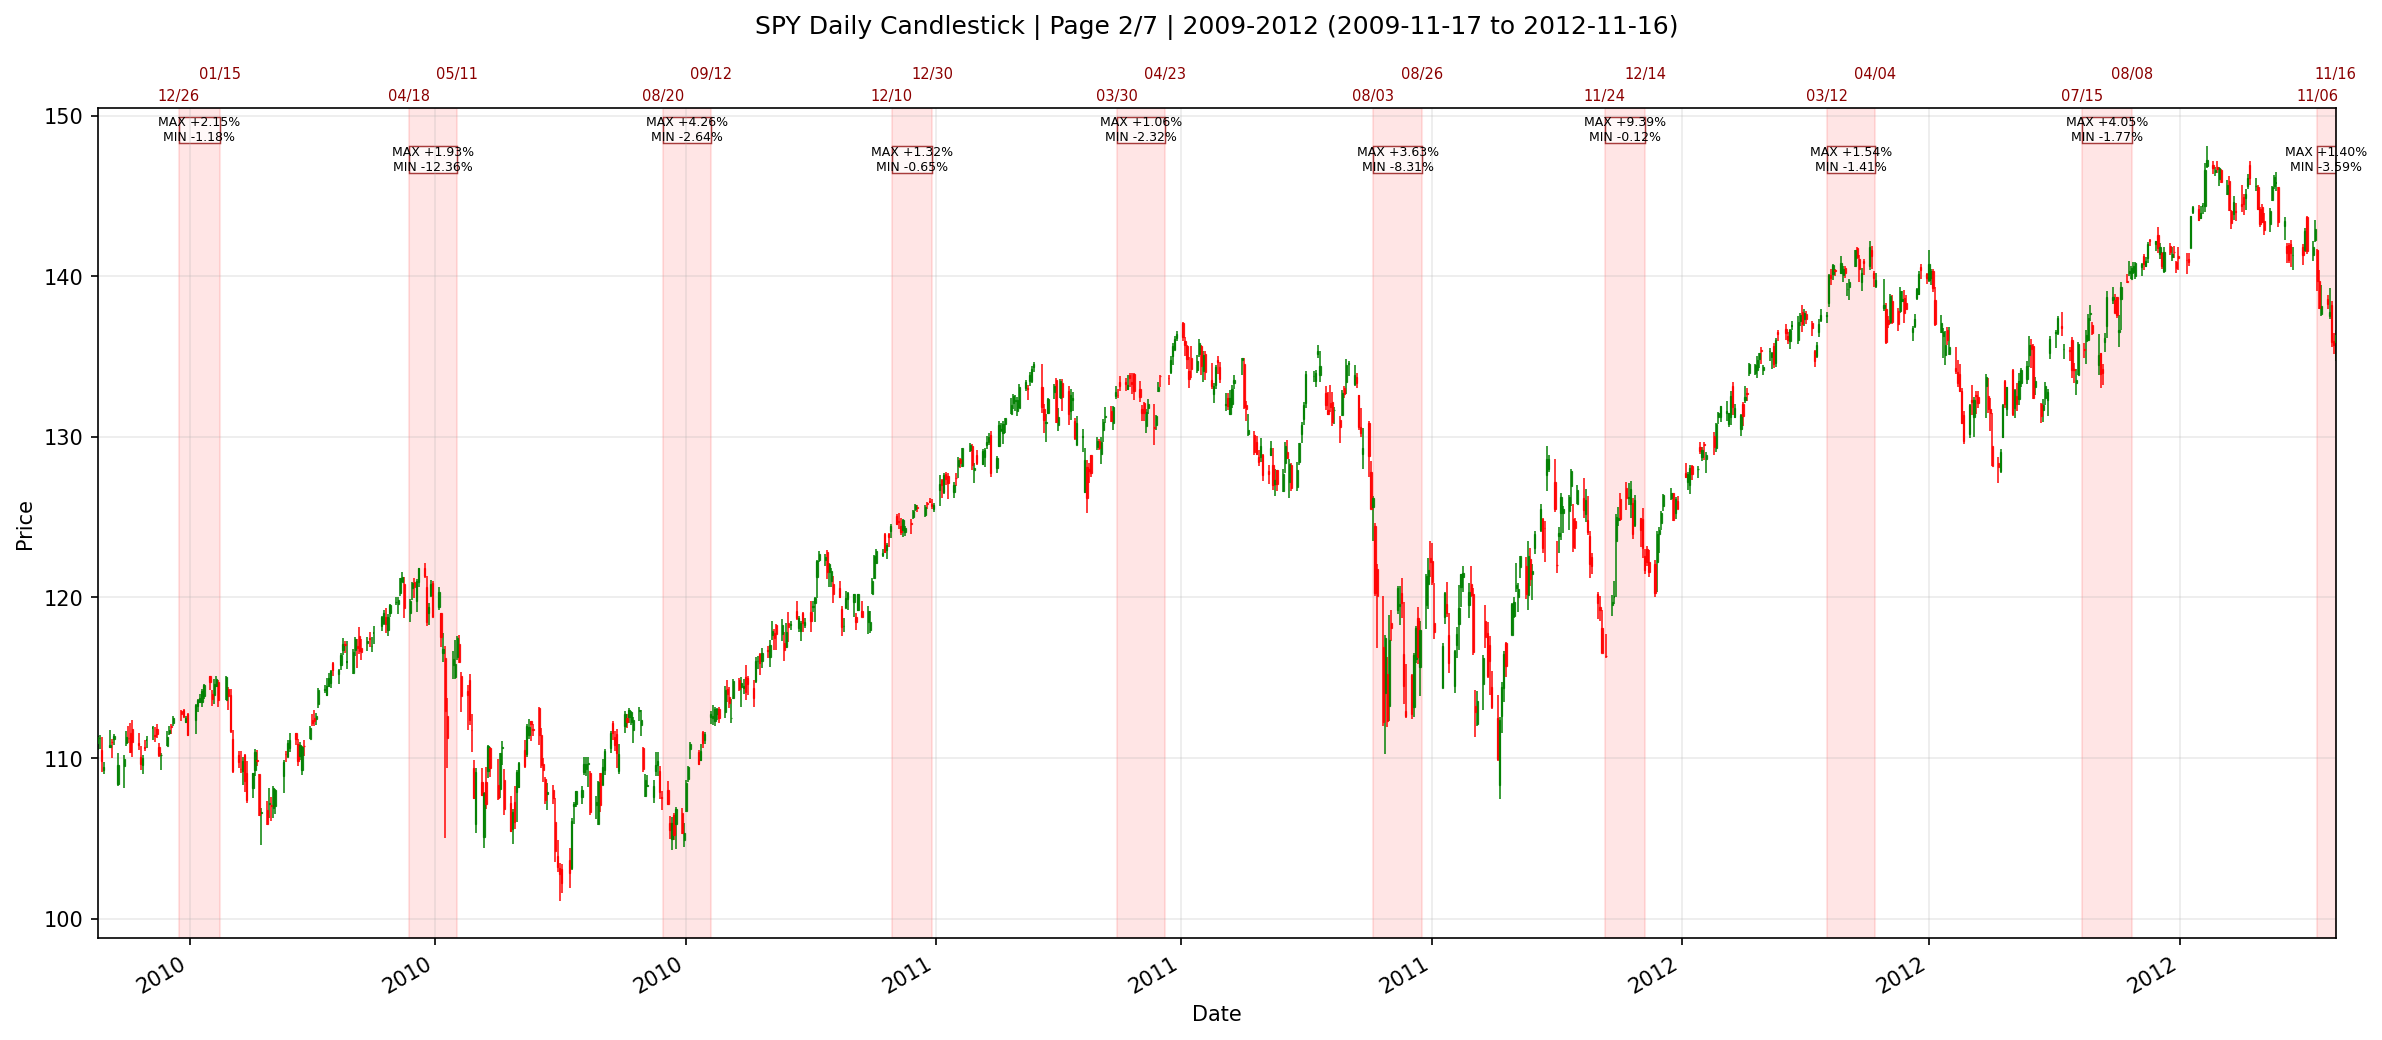 SPY Daily Candlestick | Page 2/7 | 2009-2012 (2009-11-17 to 2012-11-16)
01/15 05/11 09/12 12/30 04/23 08/26 12/14 04/04 08/08 11/16
12/26 04/18 08/20 12/10 03/30 08/03 11/24 03/12 07/15 11/06
150
MAX +2.15% MAX +4.26% MAX +1.06% MAX +9.39% MAX +4.05%
MIN -1.18% MIN -2.64% MIN -2.32% MIN -0.12% MIN -1.77%
MAX +1.93% MAX +1.32% MAX +3.63% MAX +1.54% MAX +1.40%
MIN -12.36% MIN -0.65% MIN -8.31% MIN -1.41% MIN -3.59%
140
130
120
110
100
Price
2010 2010 2010 2011 2011 2011 2012 2012 2012
Date